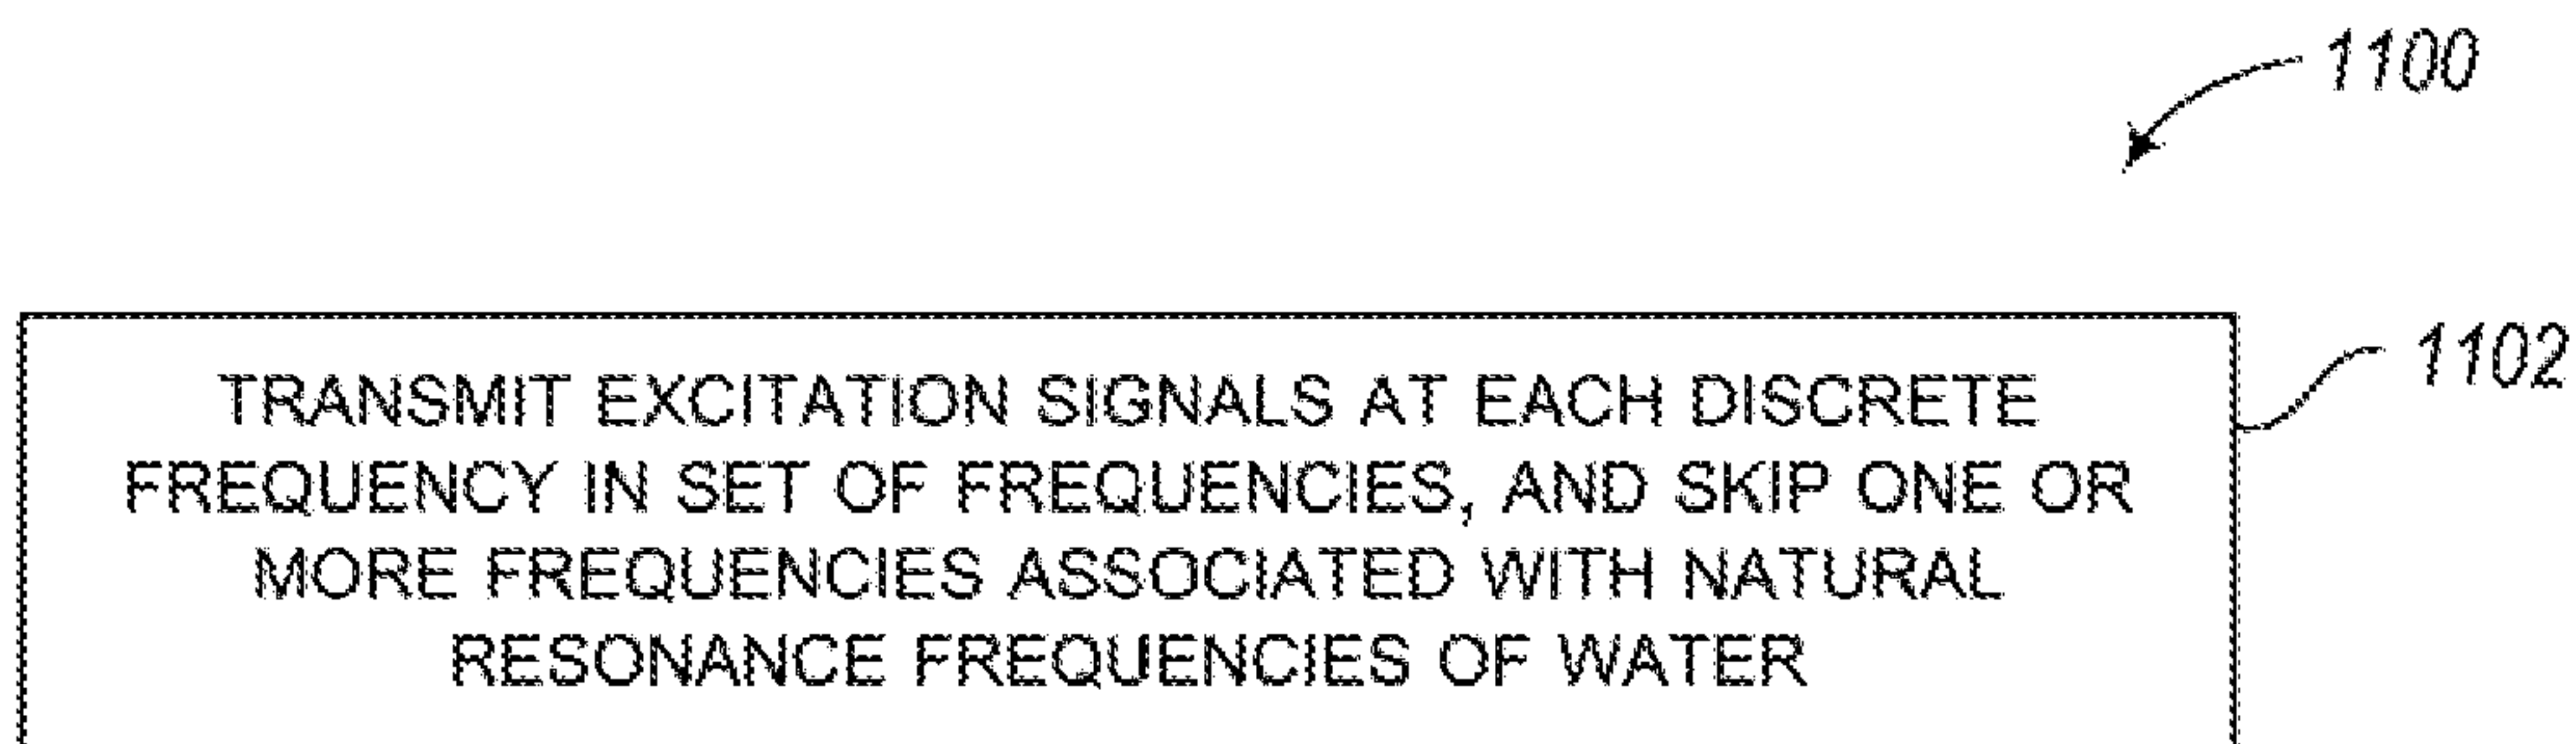 1100
1102
TRANSMIT EXCITATION SIGNALS AT EACH DISCRETE
FREQUENCY IN SET OF FREQUENCIES, AND SKIP ONE OR
MORE FREQUENCIES ASSOCIATED WITH NATURAL
RESONANCE FREQUENCIES OF WATER